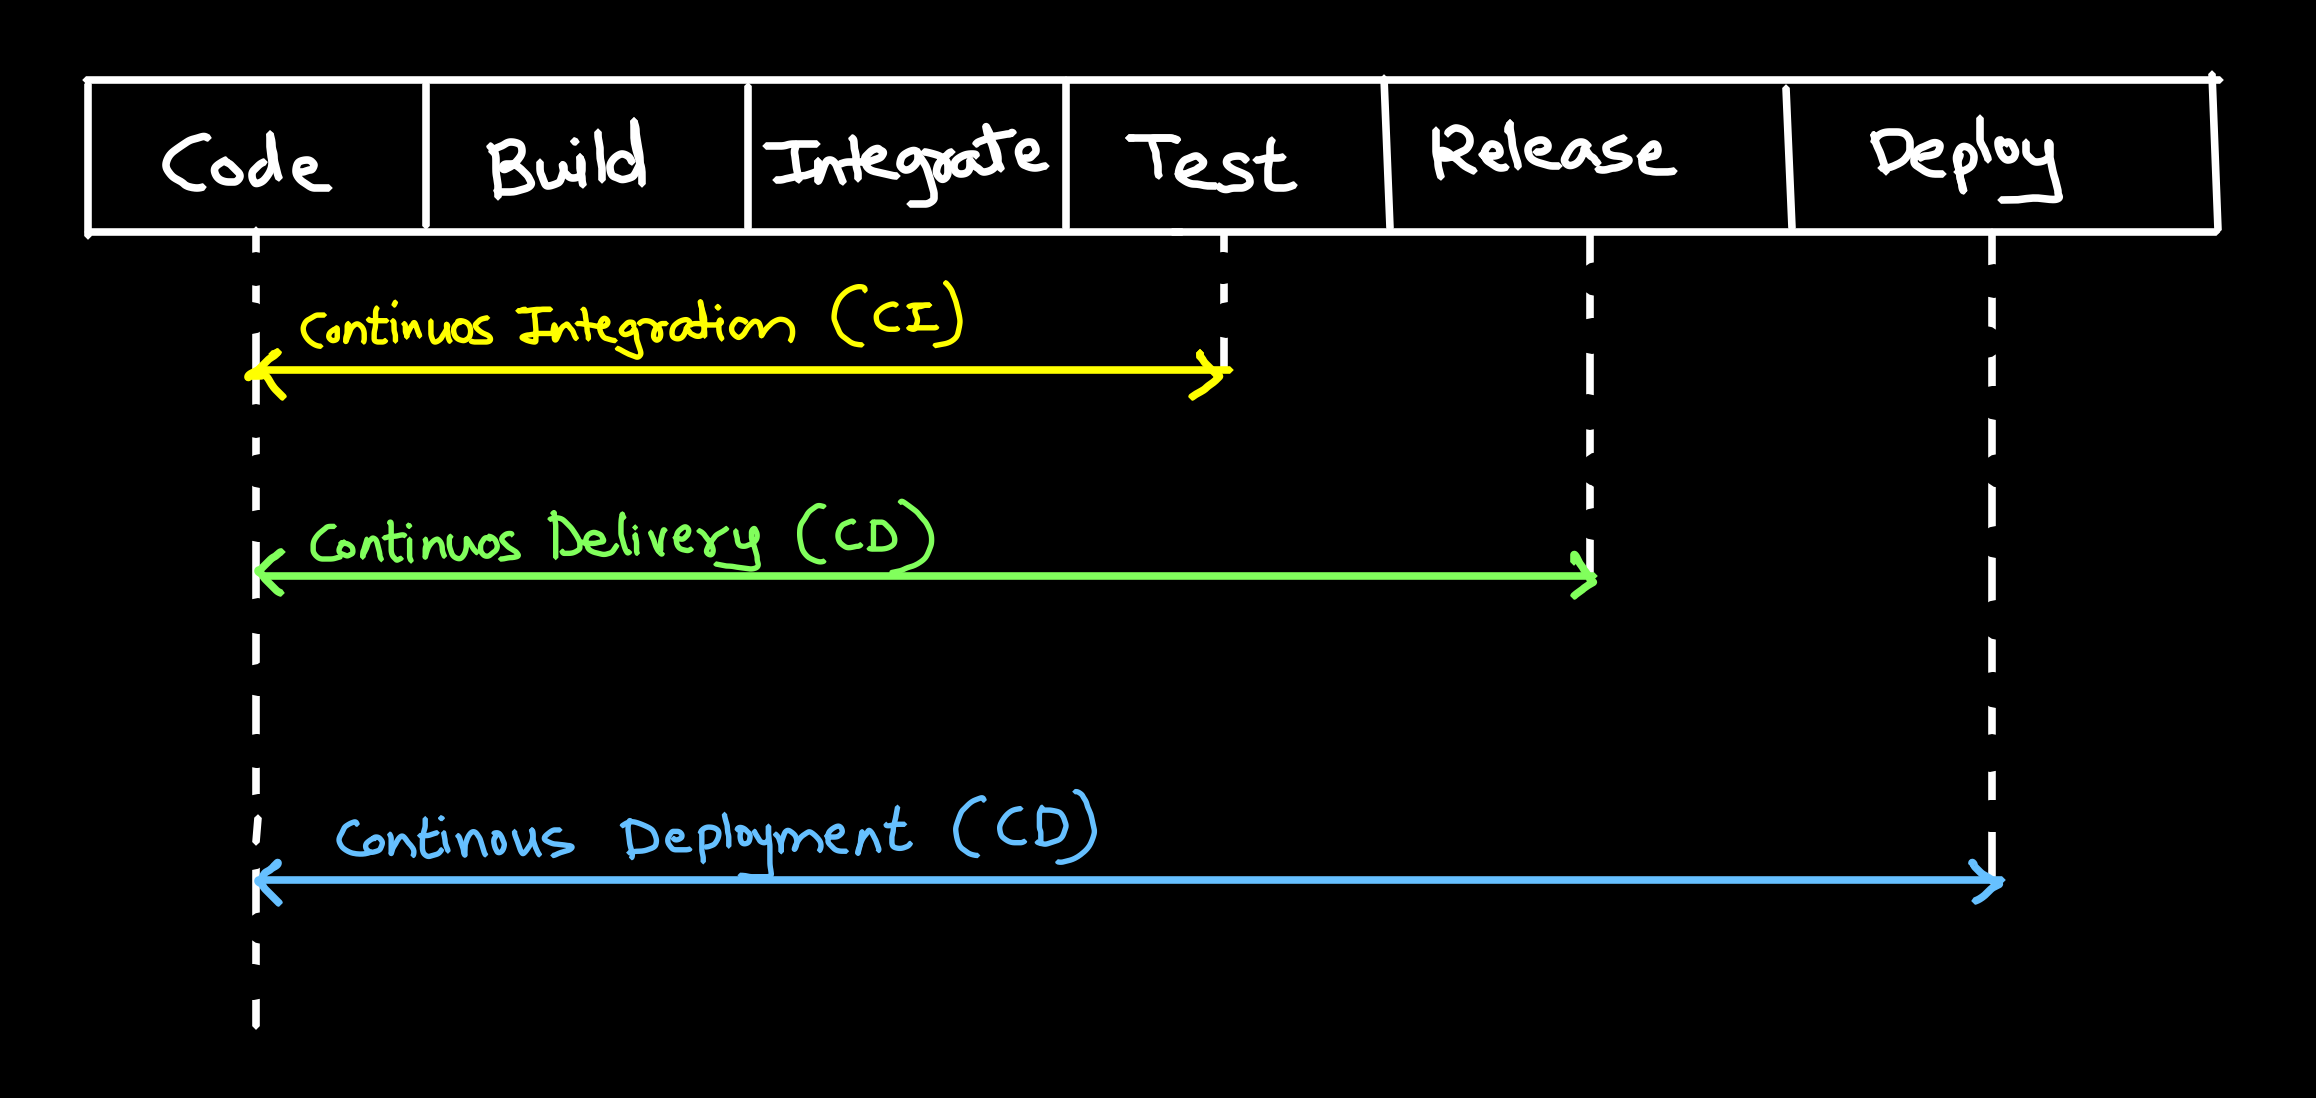 Code Build Integrate Test Release Deploy
Continuos Integration (CI)
Continuos Delivery (CD)
Continous Deployment (CD)